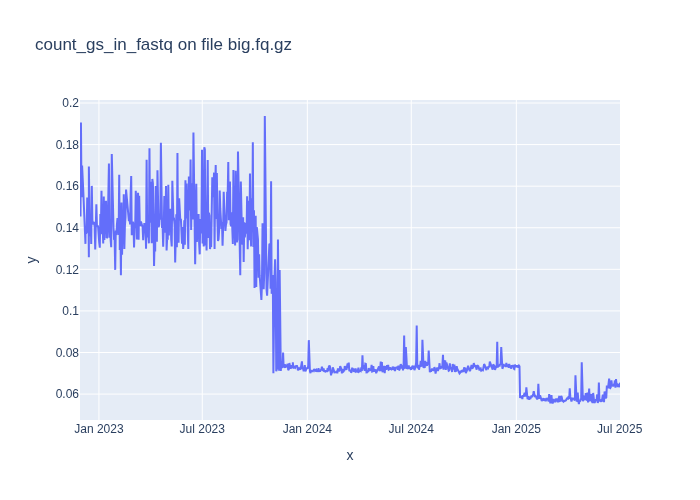 count_gs_in_fastq on file big.fq.gz
0.2
0.18
0.16
0.14
0.12
0.1
0.08
0.06
y
Jan 2023
Jul 2023
Jan 2024
Jul 2024
Jan 2025
Jul 2025
x